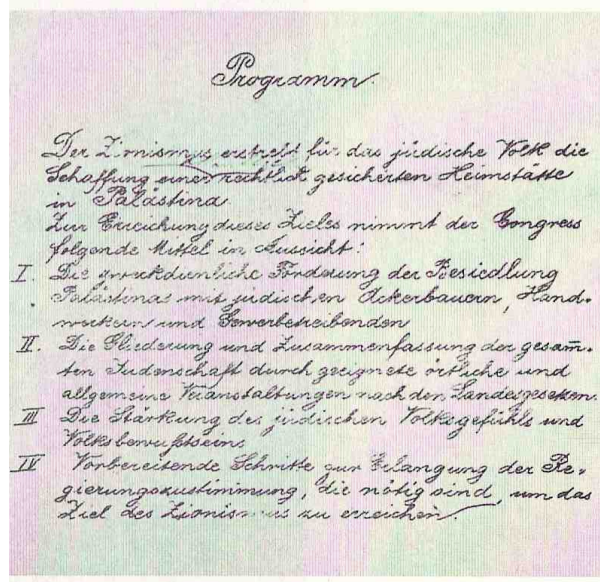 Programm.
Der Zionismus erstrebt für das jüdische Volk die
Schaffung einer rechtlich gesicherten Heimstätte
in Palästina
Zur Erreichung dieses Zieles nimmt der Congress
folgende Mittel in Aussicht:
I. Die zweckdienliche Förderung der Besiedlung
Palästinas mit jüdischen Ackerbauern, Hand-
werkern und Gewerbetreibenden
II. Die Gliederung und Zusammenfassung der gesam̄-
ten Judenschaft durch geeignete örtliche und
allgemeine Veranstaltungen nach den Landesgesetzen.
III Die Stärkung des jüdischen Volksgefühls und
Volksbewußtseins
IV Vorbereitende Schritte zur Erlangung der Re-
gierungszustimmung, die nötig sind, um das
Ziel des Zionismus zu erreichen.